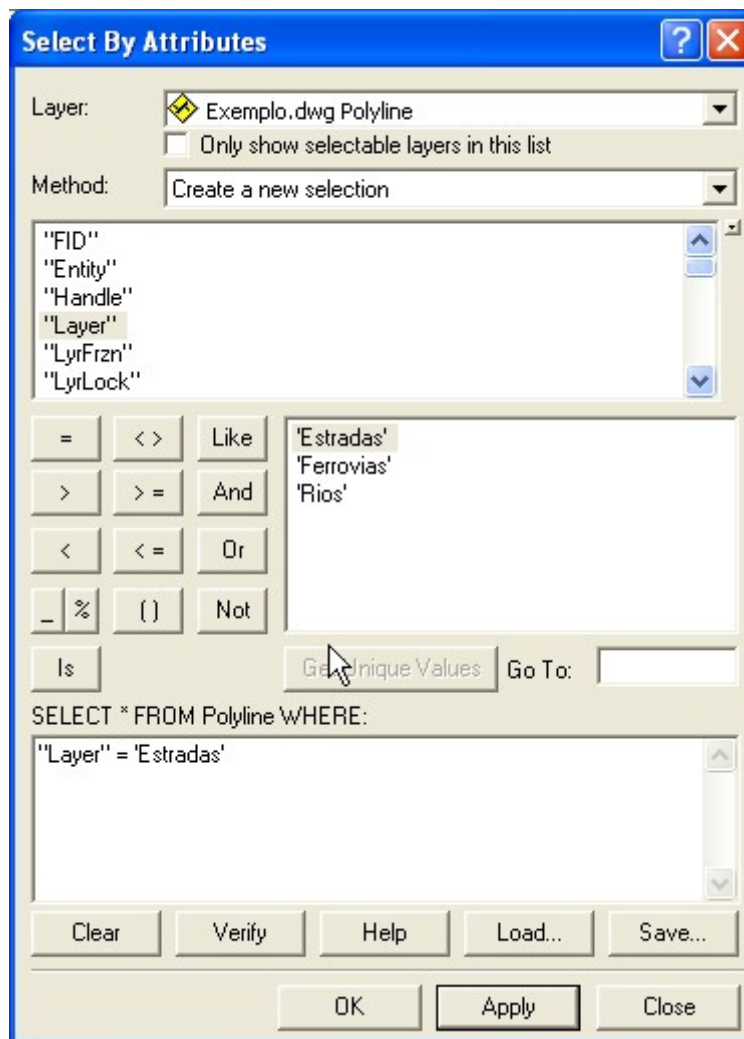 Select By Attributes
Layer: Exemplo.dwg Polyline
Only show selectable layers in this list
Method: Create a new selection
"FID"
"Entity"
"Handle"
"Layer"
"LyrFrzn"
"LyrLock"
= < > Like
> > = And
< < = Or
_ % () Not
Is
'Estradas'
'Ferrovias'
'Rios'
Get Unique Values Go To:
SELECT * FROM Polyline WHERE:
"Layer" = 'Estradas'
Clear Verify Help Load... Save...
OK Apply Close